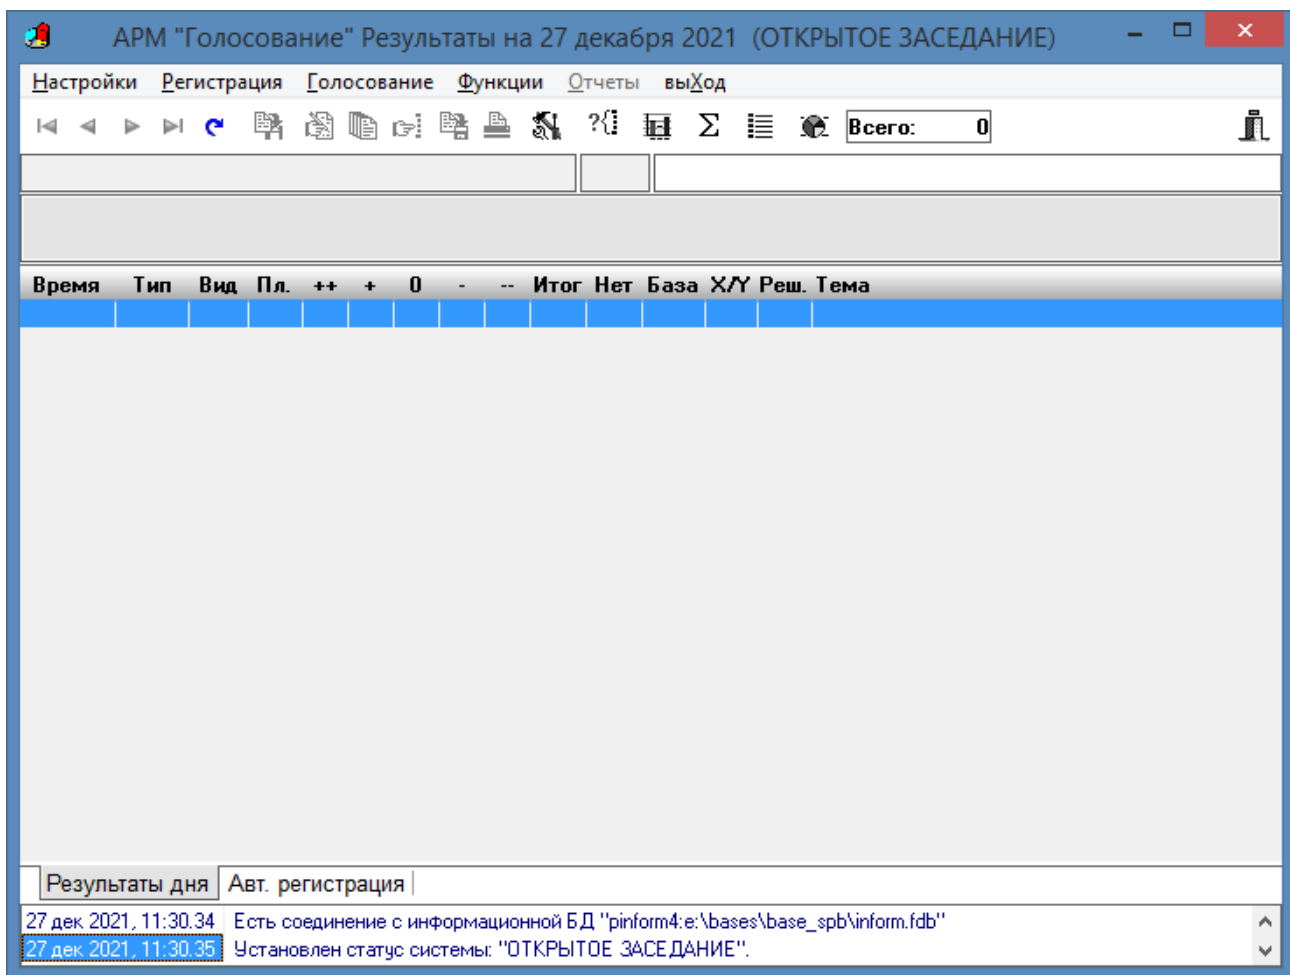 АРМ "Голосование" Результаты на 27 декабря 2021 (ОТКРЫТОЕ ЗАСЕДАНИЕ)
Настройки Регистрация Голосование Функции Отчеты выХод
?{ Σ Всего: 0
Время Тип Вид Пл. ++ + 0 - -- Итог Нет База X/Y Реш. Тема
Результаты дня Авт. регистрация
27 дек 2021, 11:30.34 Есть соединение с информационной БД "pinform4:e:\bases\base_spb\inform.fdb"
27 дек 2021, 11:30.35 Установлен статус системы: "ОТКРЫТОЕ ЗАСЕДАНИЕ".